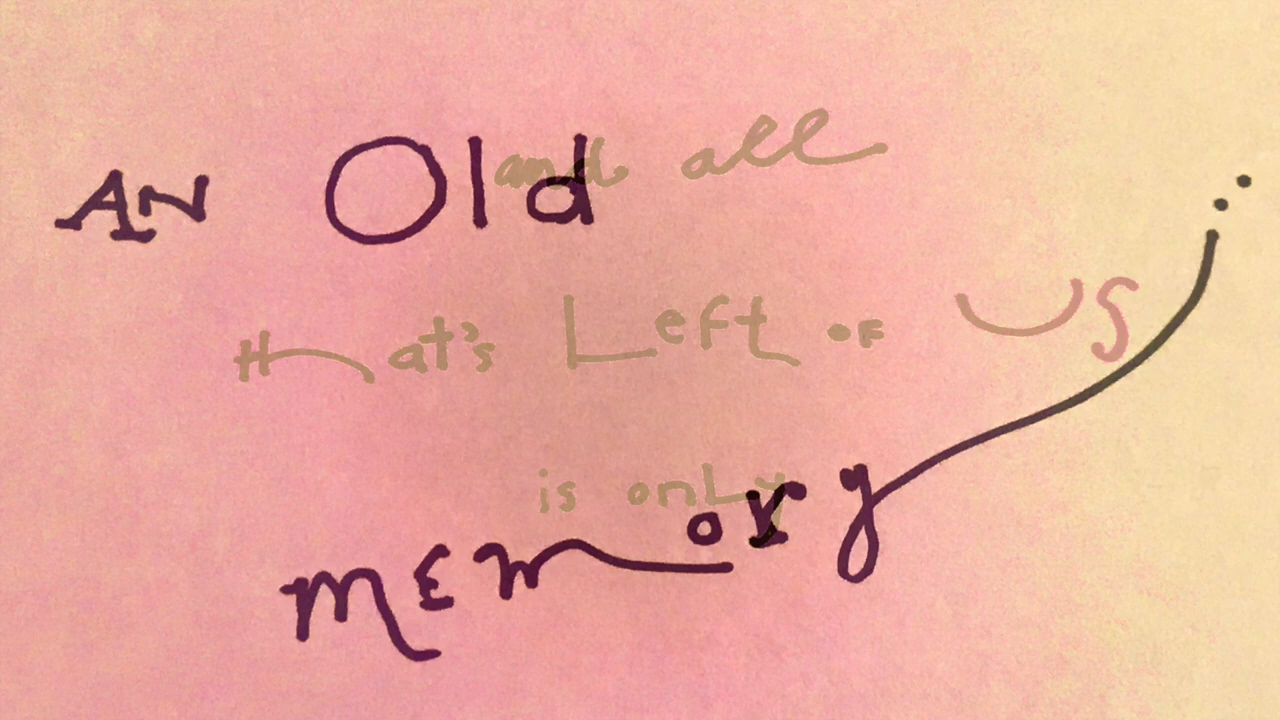 and all
that's Left of us
is only
AN Old
memory...